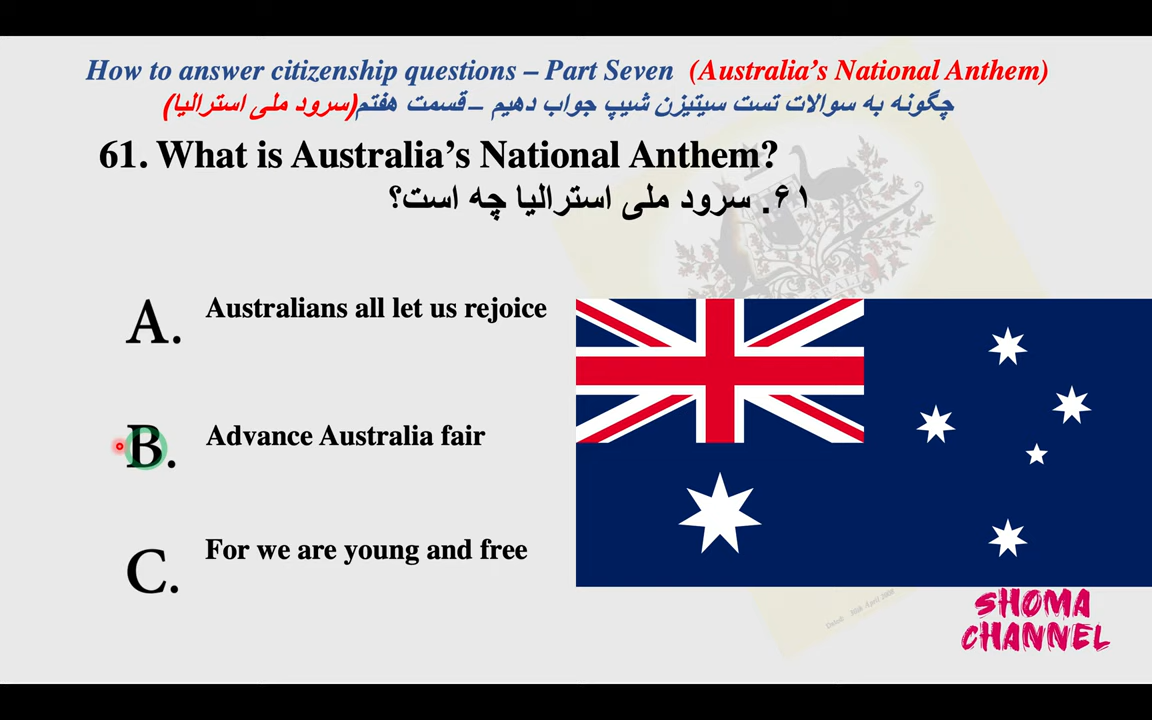 How to answer citizenship questions – Part Seven (Australia's National Anthem)
چگونه به سوالات تست سیتیزن شیپ جواب دهیم – قسمت هفتم(سرود ملی استرالیا)
61. What is Australia's National Anthem?
۶۱. سرود ملی استرالیا چه است؟
A. Australians all let us rejoice
B. Advance Australia fair
C. For we are young and free
SHOMA
CHANNEL